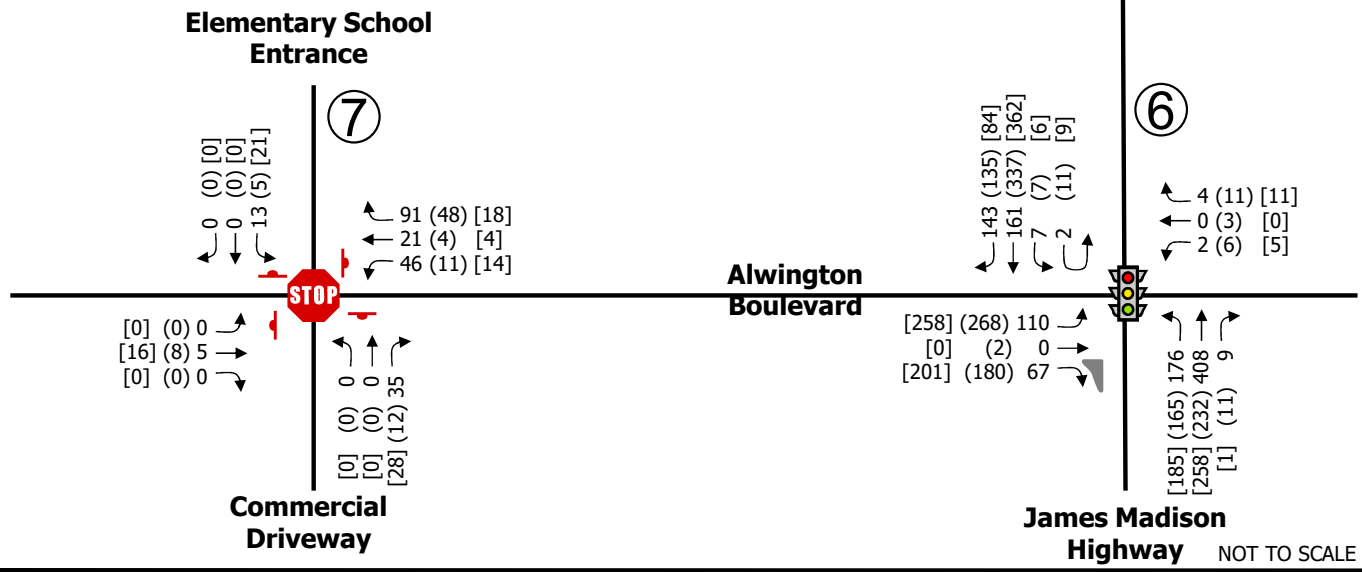 Elementary School
Entrance
7
0 (0) [0]
0 (0) [0]
13 (5) [21]
91 (48) [18]
21 (4) [4]
46 (11) [14]
STOP
[0] (0) 0
[16] (8) 5
[0] (0) 0
[0] (0) 0
[0] (0) 0
[28] (12) 35
Commercial
Driveway
Alwington
Boulevard
6
143 (135) [84]
161 (337) [362]
7 (7) [6]
2 (11) [9]
4 (11) [11]
0 (3) [0]
2 (6) [5]
[258] (268) 110
[0] (2) 0
[201] (180) 67
[185] (165) 176
[258] (232) 408
[1] (11) 9
James Madison
Highway
NOT TO SCALE